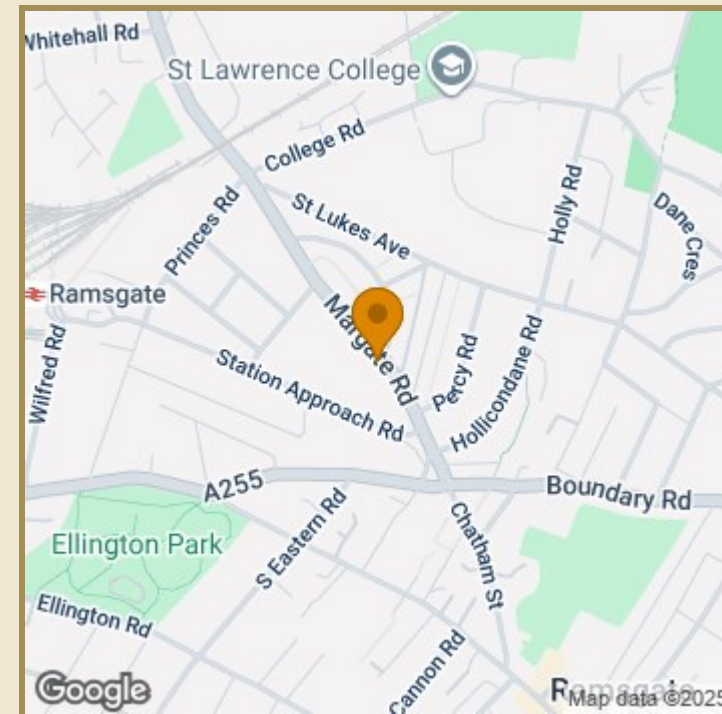 Whitehall Rd
St Lawrence College
College Rd
Holly Rd
Dane Cres
St Lukes Ave
Princes Rd
Ramsgate
Margate Rd
Wilfred Rd
Station Approach Rd
Percy Rd
Hollicondane Rd
A255
Boundary Rd
S Eastern Rd
Chatham St
Ellington Park
Ellington Rd
Cannon Rd
Ramsgate
Google
Map data ©2025